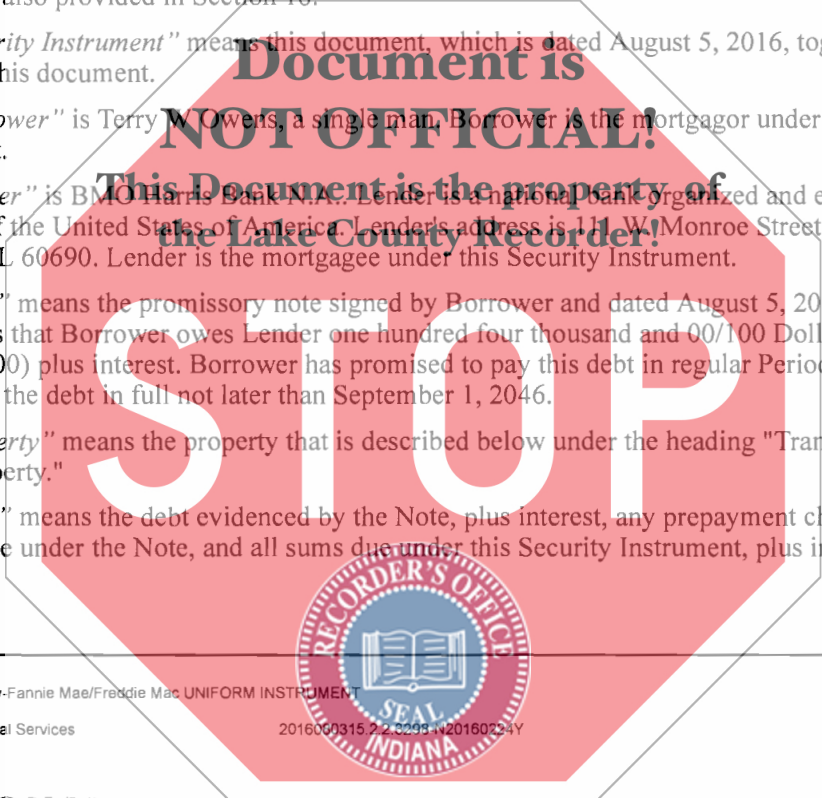 also provided in Section 18.
rity Instrument" means this document, which is dated August 5, 2016, tog
his document.
Document is
NOT OFFICIAL!
This Document is the property of
the Lake County Recorder!
ower" is Terry W Owens, a single man. Borrower is the mortgagor under
er" is BMO Harris Bank N.A.. Lender is a national bank organized and e
f the United States of America. Lender's address is 111 W. Monroe Street
L 60690. Lender is the mortgagee under this Security Instrument.
" means the promissory note signed by Borrower and dated August 5, 20
s that Borrower owes Lender one hundred four thousand and 00/100 Doll
00) plus interest. Borrower has promised to pay this debt in regular Perio
the debt in full not later than September 1, 2046.
STOP
erty" means the property that is described below under the heading "Tran
erty."
" means the debt evidenced by the Note, plus interest, any prepayment ch
e under the Note, and all sums due under this Security Instrument, plus i
RECORDER'S OFFICE
SEAL
INDIANA
-Fannie Mae/Freddie Mac UNIFORM INSTRUMENT
al Services